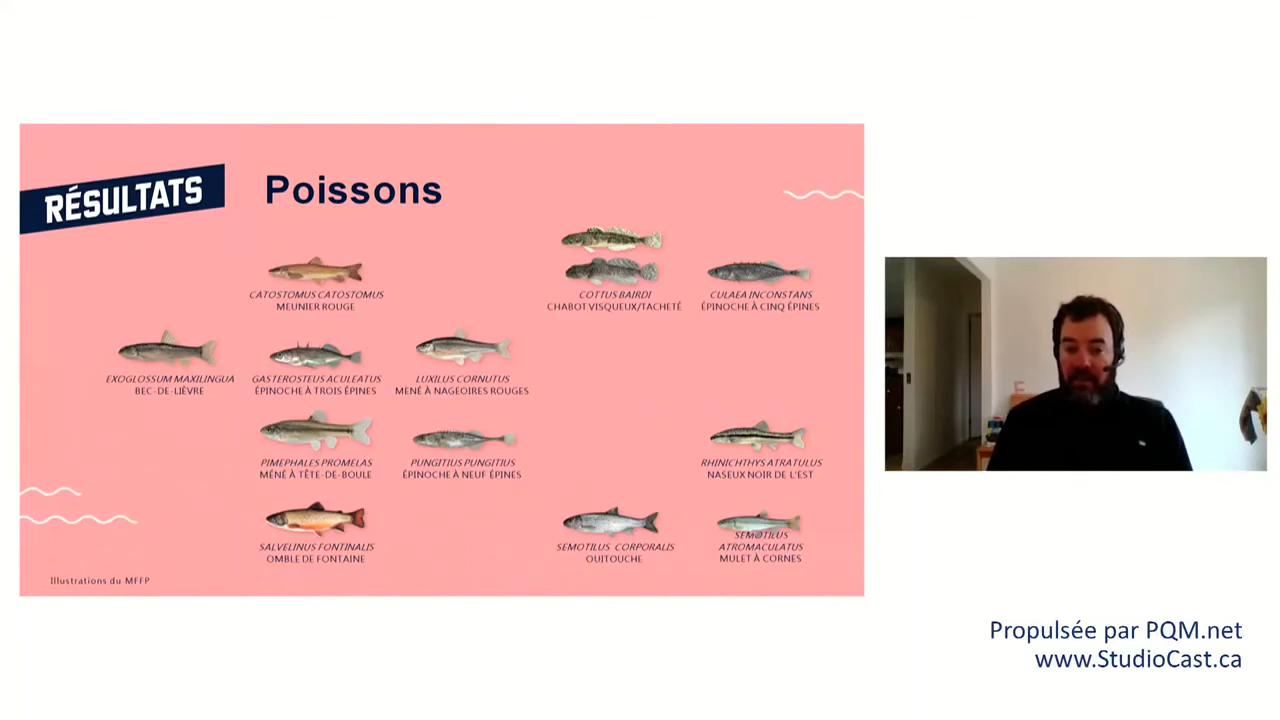 RÉSULTATS
Poissons
CATOSTOMUS CATOSTOMUS
MEUNIER ROUGE
COTTUS BAIRDI
CHABOT VISQUEUX/TACHETÉ
CULAEA INCONSTANS
ÉPINOCHE À CINQ ÉPINES
EXOGLOSSUM MAXILINGUA
BEC-DE-LIÈVRE
GASTEROSTEUS ACULEATUS
ÉPINOCHE À TROIS ÉPINES
LUXILUS CORNUTUS
MENÉ À NAGEOIRES ROUGES
PIMEPHALES PROMELAS
MÉNÉ À TÊTE-DE-BOULE
PUNGITIUS PUNGITIUS
ÉPINOCHE À NEUF ÉPINES
RHINICHTHYS ATRATULUS
NASEUX NOIR DE L'EST
SALVELINUS FONTINALIS
OMBLE DE FONTAINE
SEMOTILUS CORPORALIS
OUITOUCHE
SEMOTILUS
ATROMACULATUS
MULET À CORNES
Illustrations du MFFP
Propulsée par PQM.net
www.StudioCast.ca